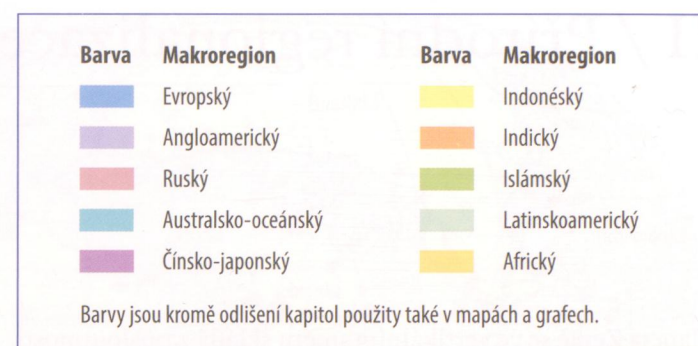 Barva Makroregion Barva Makroregion
Evropský Indonéský
Angloamerický Indický
Ruský Islámský
Australsko-oceánský Latinskoamerický
Čínsko-japonský Africký
Barvy jsou kromě odlišení kapitol použity také v mapách a grafech.